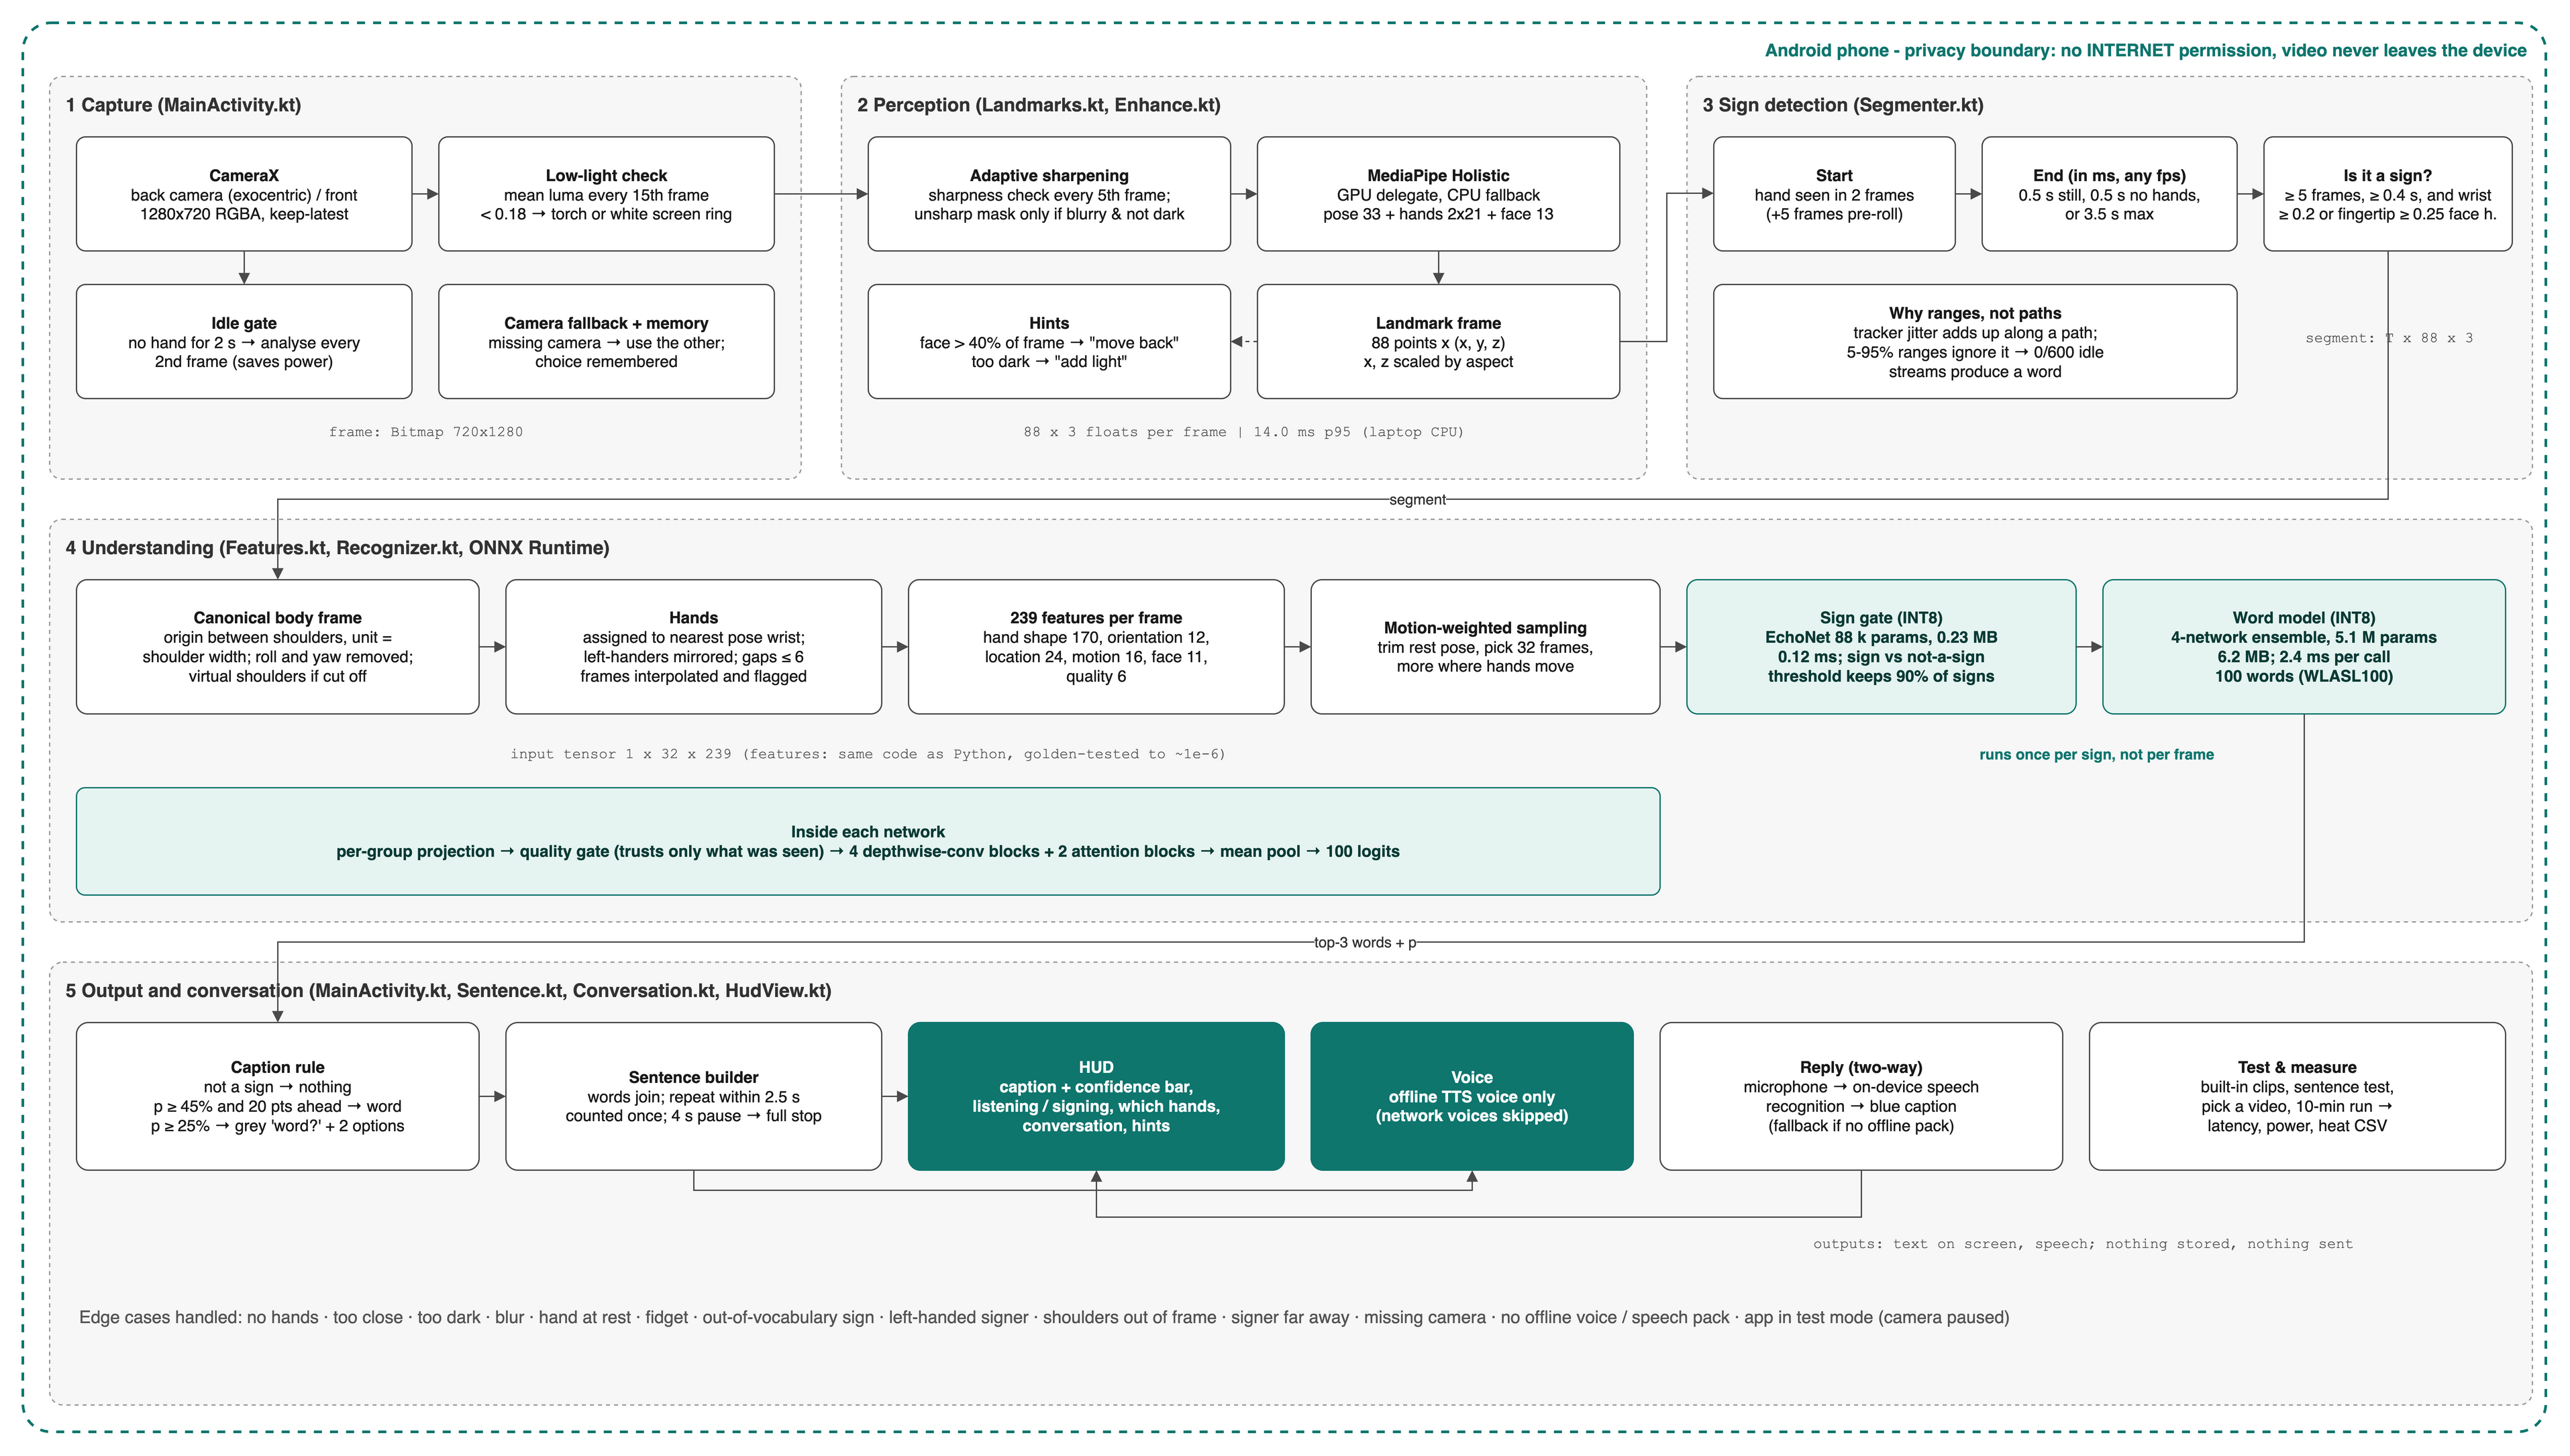 Android phone - privacy boundary: no INTERNET permission, video never leaves the device
1 Capture (MainActivity.kt)
CameraX
back camera (exocentric) / front
1280x720 RGBA, keep-latest
Low-light check
mean luma every 15th frame
< 0.18 → torch or white screen ring
Idle gate
no hand for 2 s → analyse every
2nd frame (saves power)
Camera fallback + memory
missing camera → use the other;
choice remembered
frame: Bitmap 720x1280
2 Perception (Landmarks.kt, Enhance.kt)
Adaptive sharpening
sharpness check every 5th frame;
unsharp mask only if blurry & not dark
MediaPipe Holistic
GPU delegate, CPU fallback
pose 33 + hands 2x21 + face 13
Hints
face > 40% of frame → "move back"
too dark → "add light"
Landmark frame
88 points x (x, y, z)
x, z scaled by aspect
88 x 3 floats per frame | 14.0 ms p95 (laptop CPU)
3 Sign detection (Segmenter.kt)
Start
hand seen in 2 frames
(+5 frames pre-roll)
End (in ms, any fps)
0.5 s still, 0.5 s no hands,
or 3.5 s max
Is it a sign?
≥ 5 frames, ≥ 0.4 s, and wrist
≥ 0.2 or fingertip ≥ 0.25 face h.
Why ranges, not paths
tracker jitter adds up along a path;
5-95% ranges ignore it → 0/600 idle
streams produce a word
segment: T x 88 x 3
segment
4 Understanding (Features.kt, Recognizer.kt, ONNX Runtime)
Canonical body frame
origin between shoulders, unit =
shoulder width; roll and yaw removed;
virtual shoulders if cut off
Hands
assigned to nearest pose wrist;
left-handers mirrored; gaps ≤ 6
frames interpolated and flagged
239 features per frame
hand shape 170, orientation 12,
location 24, motion 16, face 11,
quality 6
Motion-weighted sampling
trim rest pose, pick 32 frames,
more where hands move
Sign gate (INT8)
EchoNet 88 k params, 0.23 MB
0.12 ms; sign vs not-a-sign
threshold keeps 90% of signs
Word model (INT8)
4-network ensemble, 5.1 M params
6.2 MB; 2.4 ms per call
100 words (WLASL100)
input tensor 1 x 32 x 239 (features: same code as Python, golden-tested to ~1e-6)
runs once per sign, not per frame
Inside each network
per-group projection → quality gate (trusts only what was seen) → 4 depthwise-conv blocks + 2 attention blocks → mean pool → 100 logits
top-3 words + p
5 Output and conversation (MainActivity.kt, Sentence.kt, Conversation.kt, HudView.kt)
Caption rule
not a sign → nothing
p ≥ 45% and 20 pts ahead → word
p ≥ 25% → grey 'word?' + 2 options
Sentence builder
words join; repeat within 2.5 s
counted once; 4 s pause → full stop
HUD
caption + confidence bar,
listening / signing, which hands,
conversation, hints
Voice
offline TTS voice only
(network voices skipped)
Reply (two-way)
microphone → on-device speech
recognition → blue caption
(fallback if no offline pack)
Test & measure
built-in clips, sentence test,
pick a video, 10-min run →
latency, power, heat CSV
outputs: text on screen, speech; nothing stored, nothing sent
Edge cases handled: no hands · too close · too dark · blur · hand at rest · fidget · out-of-vocabulary sign · left-handed signer · shoulders out of frame · signer far away · missing camera · no offline voice / speech pack · app in test mode (camera paused)